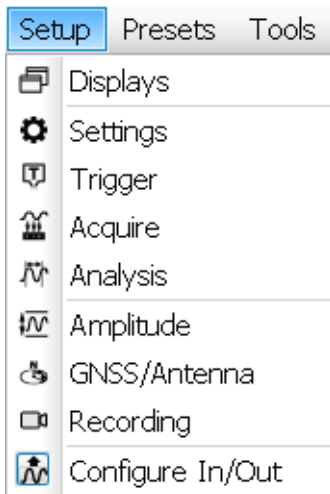 Setup Presets Tools
Displays
Settings
Trigger
Acquire
Analysis
Amplitude
GNSS/Antenna
Recording
Configure In/Out